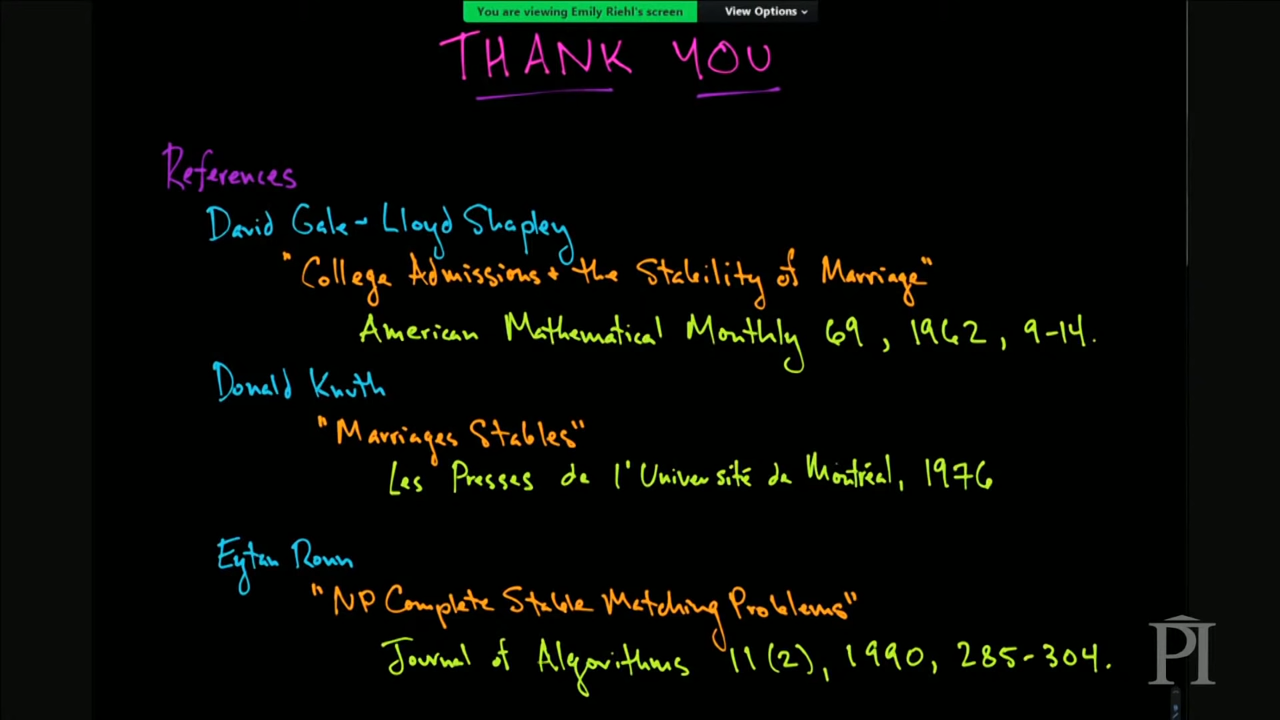 You are viewing Emily Riehl's screen View Options
THANK YOU
References
David Gale + Lloyd Shapley
"College Admissions + the Stability of Marriage"
American Mathematical Monthly 69, 1962, 9-14.
Donald Knuth
"Marriages Stables"
Les Presses de l'Université de Montréal, 1976
Eytan Ronn
"NP Complete Stable Matching Problems"
Journal of Algorithms 11(2), 1990, 285-304.
PI